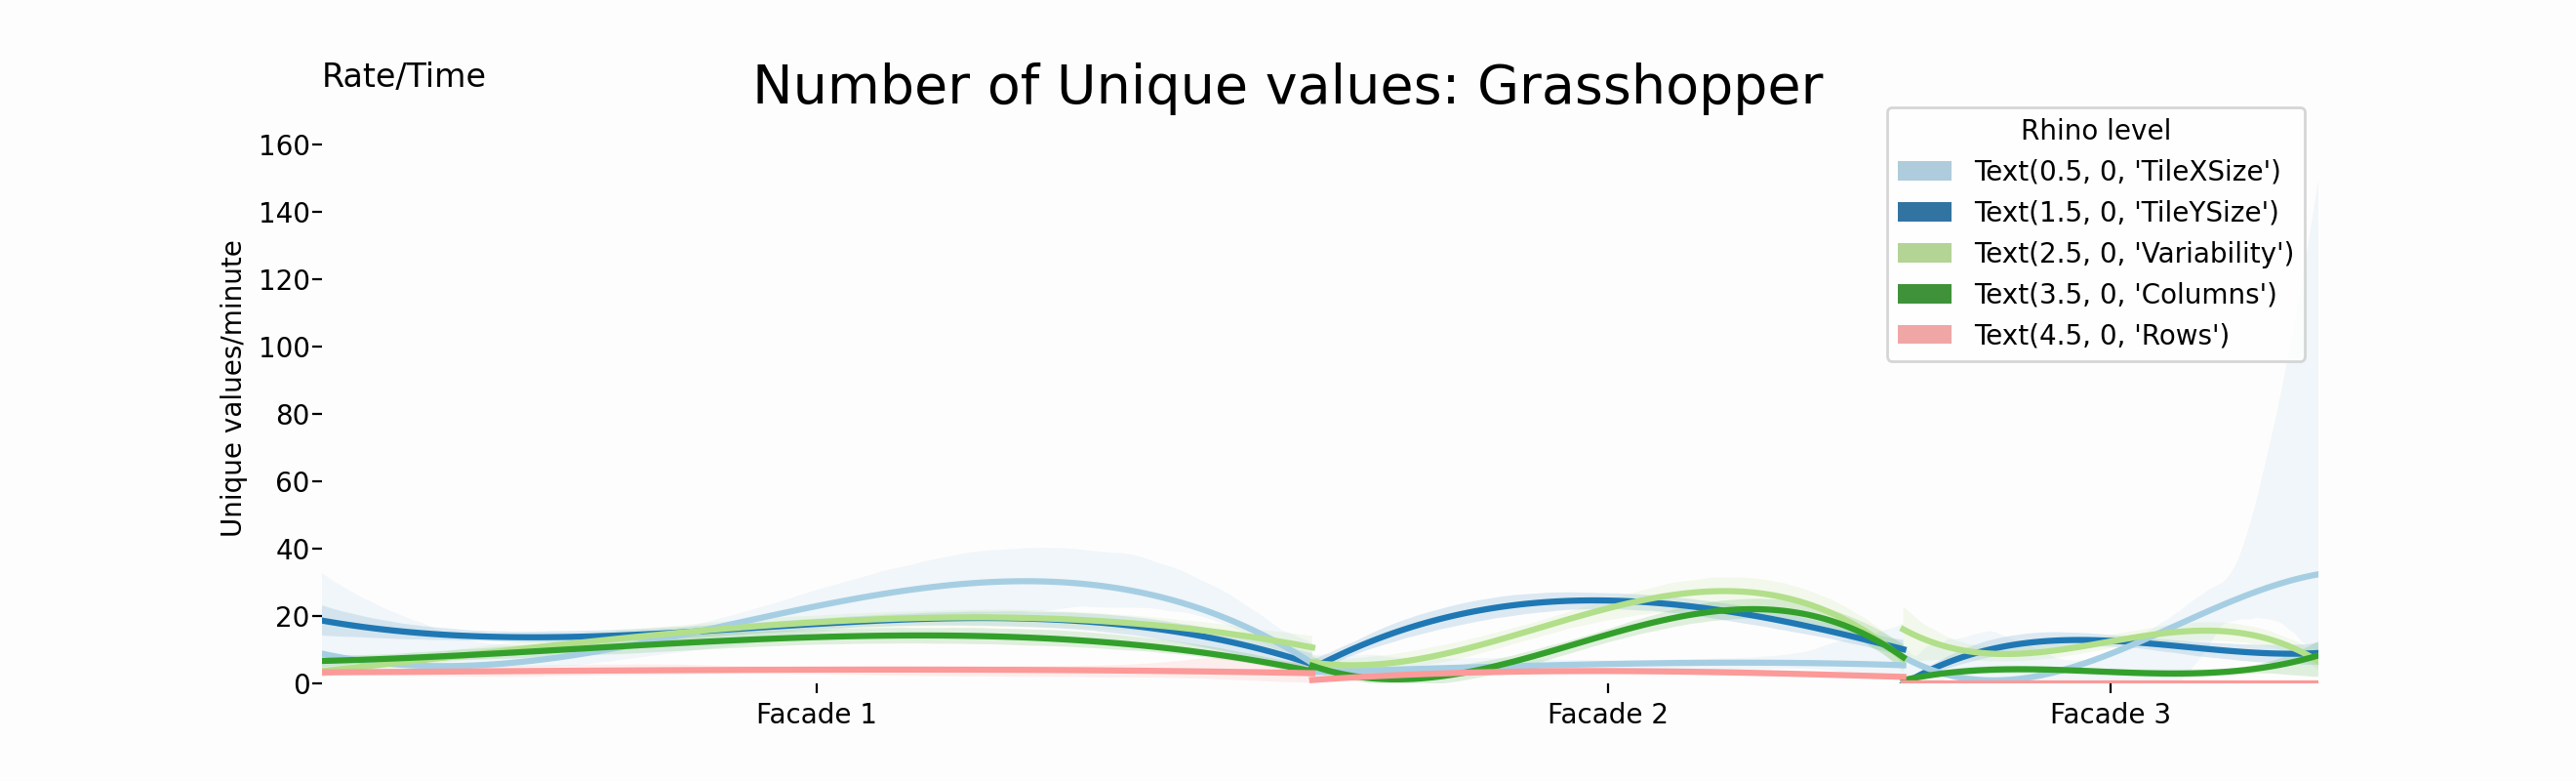 Rate/Time
Number of Unique values: Grasshopper
Rhino level
Text(0.5, 0, 'TileXSize')
Text(1.5, 0, 'TileYSize')
Text(2.5, 0, 'Variability')
Text(3.5, 0, 'Columns')
Text(4.5, 0, 'Rows')
Unique values/minute
160
140
120
100
80
60
40
20
0
Facade 1
Facade 2
Facade 3